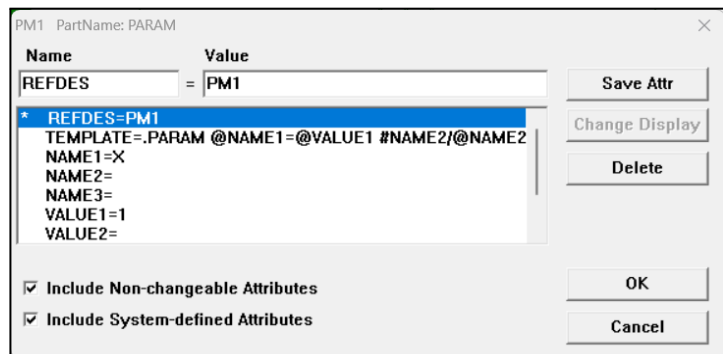 PM1 PartName: PARAM
Name Value
REFDES = PM1
Save Attr
* REFDES=PM1
TEMPLATE=.PARAM @NAME1=@VALUE1 #NAME2/@NAME2
NAME1=X
NAME2=
NAME3=
VALUE1=1
VALUE2=
Change Display
Delete
Include Non-changeable Attributes
Include System-defined Attributes
OK
Cancel